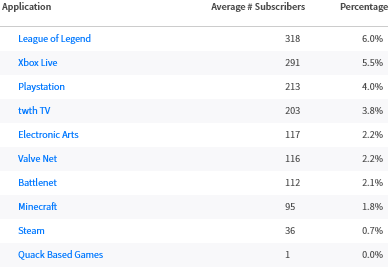 Application Average # Subscribers Percentage
League of Legend 318 6.0%
Xbox Live 291 5.5%
Playstation 213 4.0%
twth TV 203 3.8%
Electronic Arts 117 2.2%
Valve Net 116 2.2%
Battlenet 112 2.1%
Minecraft 95 1.8%
Steam 36 0.7%
Quack Based Games 1 0.0%